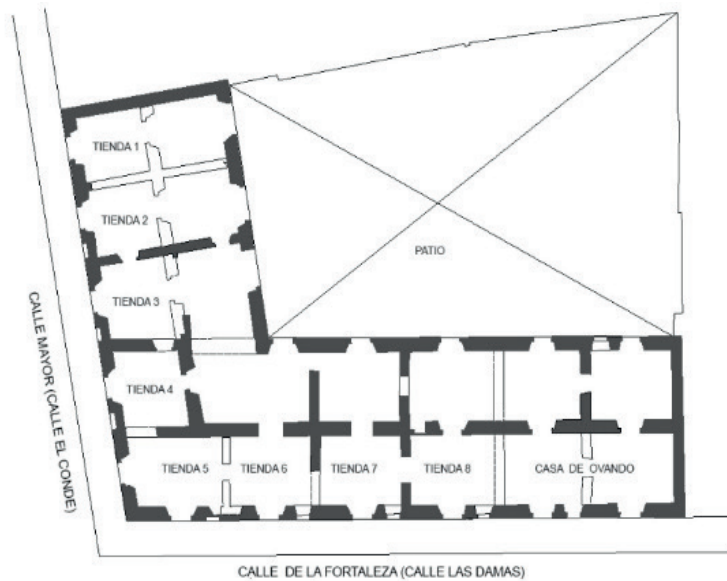 TIENDA 1
TIENDA 2
PATIO
TIENDA 3
TIENDA 4
TIENDA 5
TIENDA 6
TIENDA 7
TIENDA 8
CASA DE OVANDO
CALLE MAYOR (CALLE EL CONDE)
CALLE DE LA FORTALEZA (CALLE LAS DAMAS)